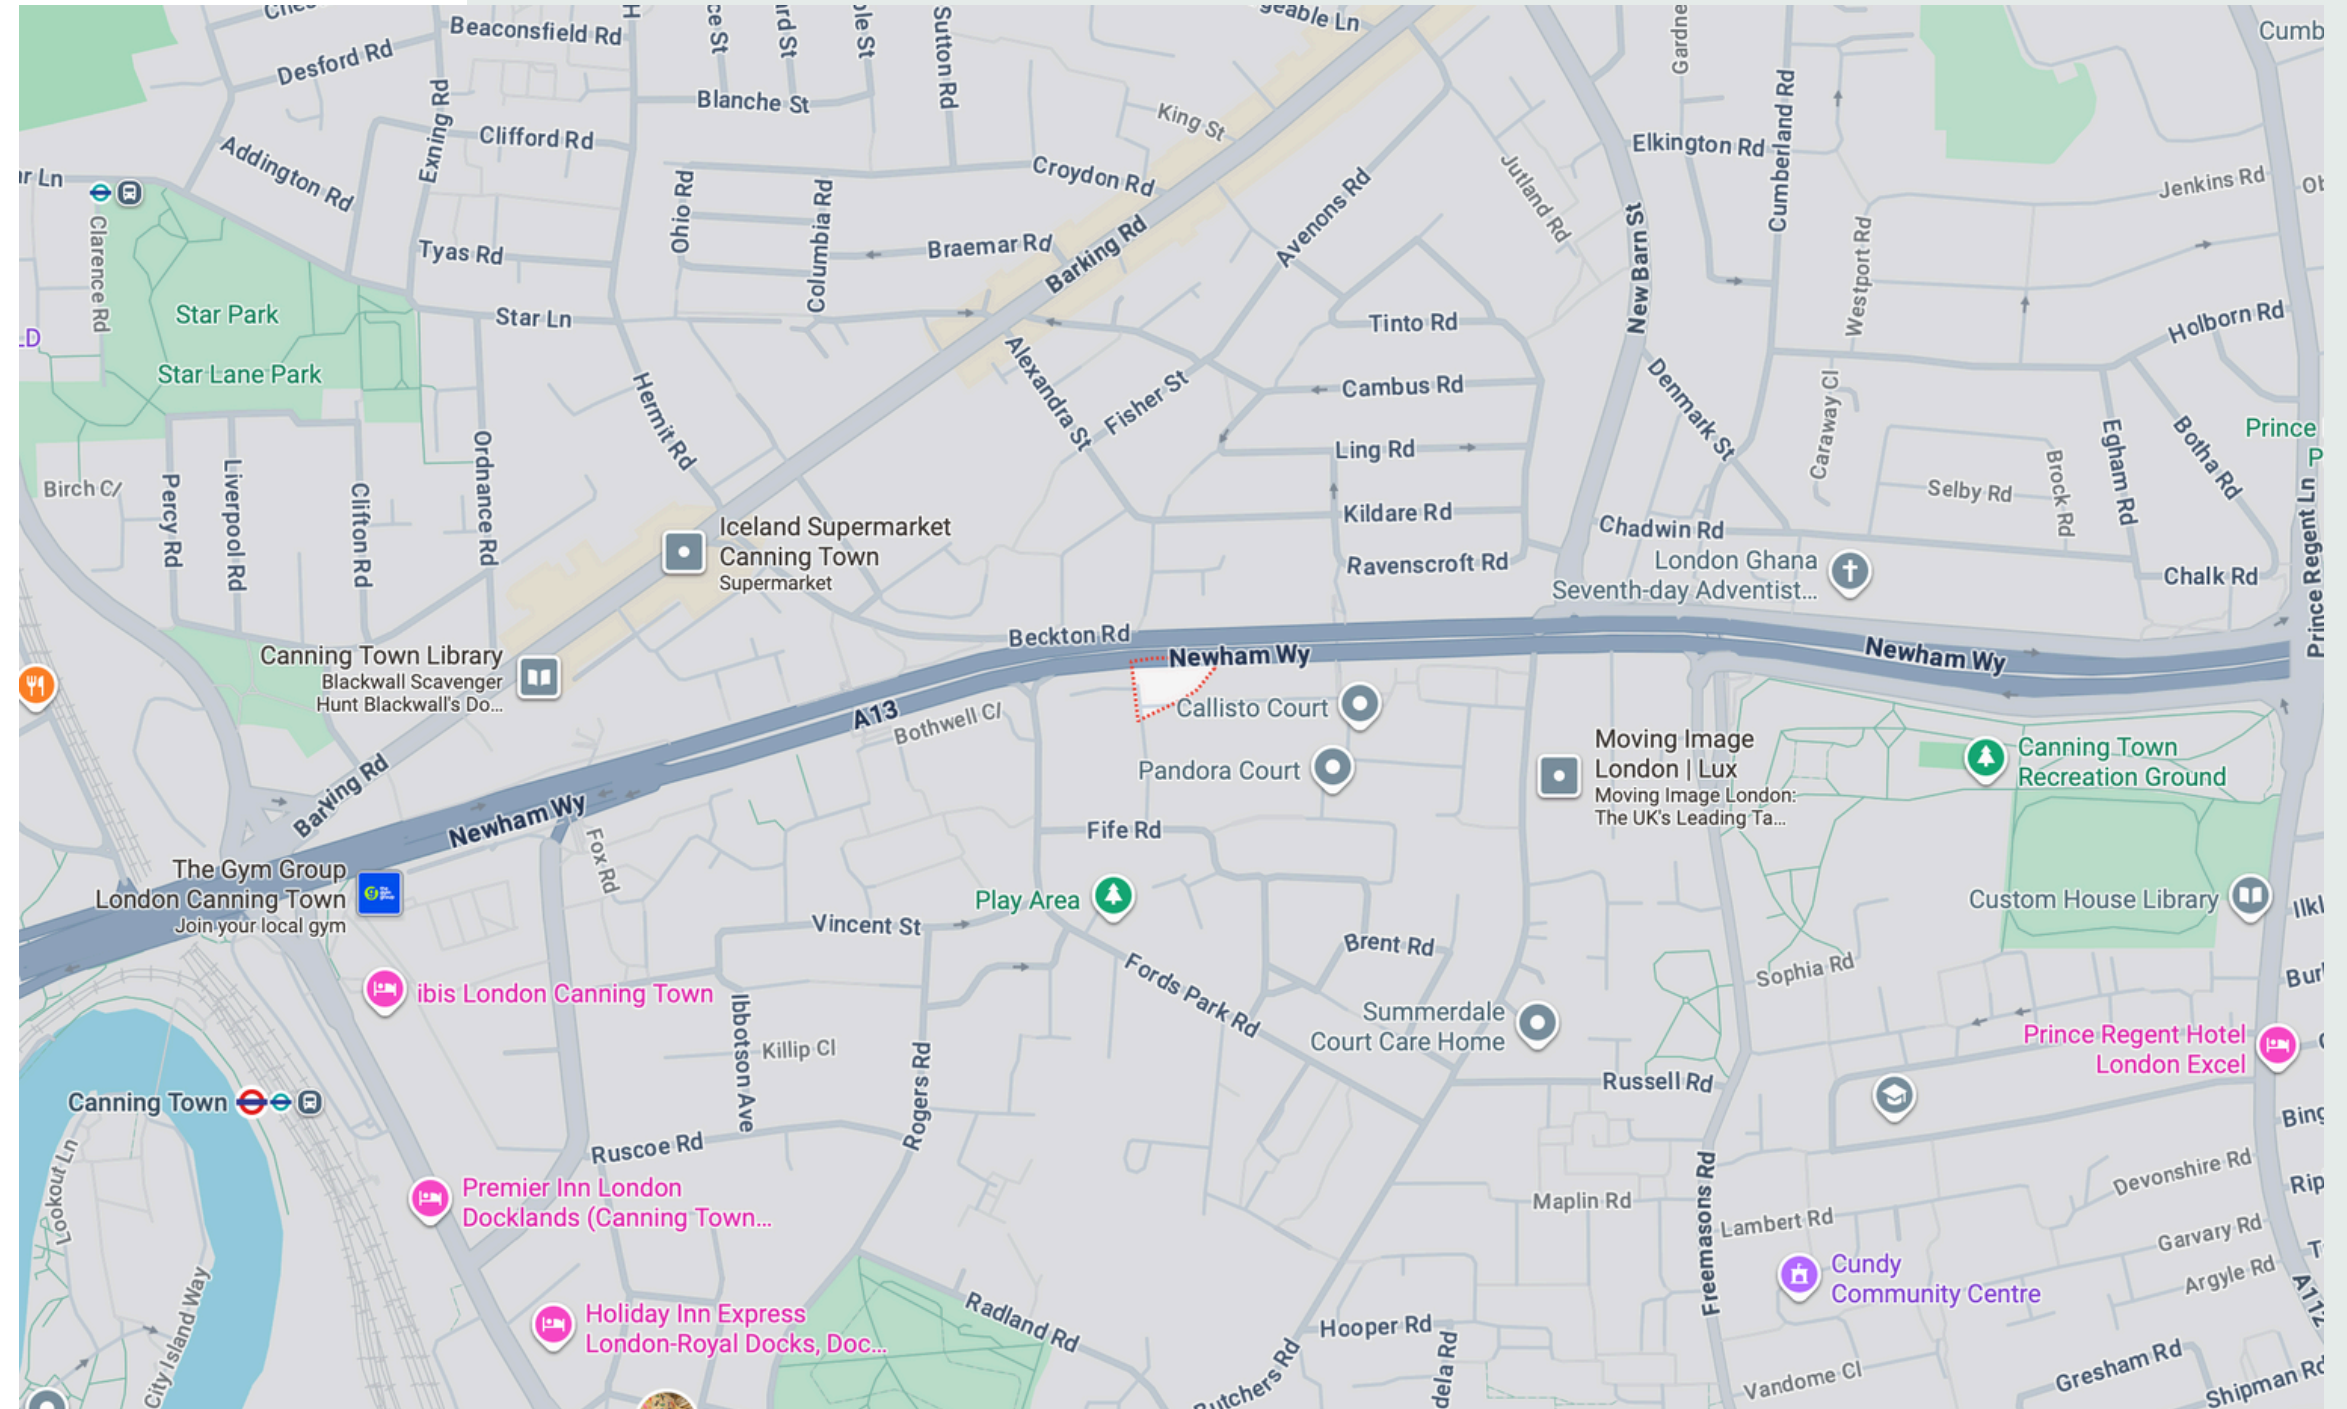 Beaconsfield Rd
Desford Rd
Exning Rd
Blanche St
Sutton Rd
King St
Clifford Rd
Croydon Rd
Addington Rd
Ohio Rd
Columbia Rd
Braemar Rd
Barking Rd
Avenons Rd
Jutland Rd
Elkington Rd
Cumberland Rd
Cumb
Jenkins Rd
Westport Rd
New Barn St
Clarence Rd
Tyas Rd
Star Park
Star Lane Park
Star Ln
Hermit Rd
Alexandra St
Fisher St
Tinto Rd
Cambus Rd
Ling Rd
Kildare Rd
Ravenscroft Rd
Denmark St
Caraway Cl
Holborn Rd
Egham Rd
Botha Rd
Brock Rd
Selby Rd
Prince
P
Prince Regent Ln
Birch Cl
Percy Rd
Liverpool Rd
Clifton Rd
Ordnance Rd
Iceland Supermarket
Canning Town
Supermarket
Chadwin Rd
London Ghana
Seventh-day Adventist...
Chalk Rd
Beckton Rd
Newham Wy
Newham Wy
Canning Town Library
Blackwall Scavenger
Hunt Blackwall's Do...
A13
Bothwell Cl
Callisto Court
Pandora Court
Moving Image
London | Lux
Moving Image London:
The UK's Leading Ta...
Canning Town
Recreation Ground
Barking Rd
Newham Wy
Fox Rd
Fife Rd
The Gym Group
London Canning Town
Join your local gym
Play Area
Vincent St
Brent Rd
Custom House Library
Fords Park Rd
Sophia Rd
ibis London Canning Town
Ibbotson Ave
Killip Cl
Rogers Rd
Summerdale
Court Care Home
Prince Regent Hotel
London Excel
Russell Rd
Canning Town
Lookout Ln
Ruscoe Rd
Freemasons Rd
Maplin Rd
Lambert Rd
Devonshire Rd
Garvary Rd
Argyle Rd
A112
Premier Inn London
Docklands (Canning Town...
City Island Way
Cundy
Community Centre
Holiday Inn Express
London-Royal Docks, Doc...
Radland Rd
Hooper Rd
Butchers Rd
dela Rd
Vandome Cl
Gresham Rd
Shipman Rd